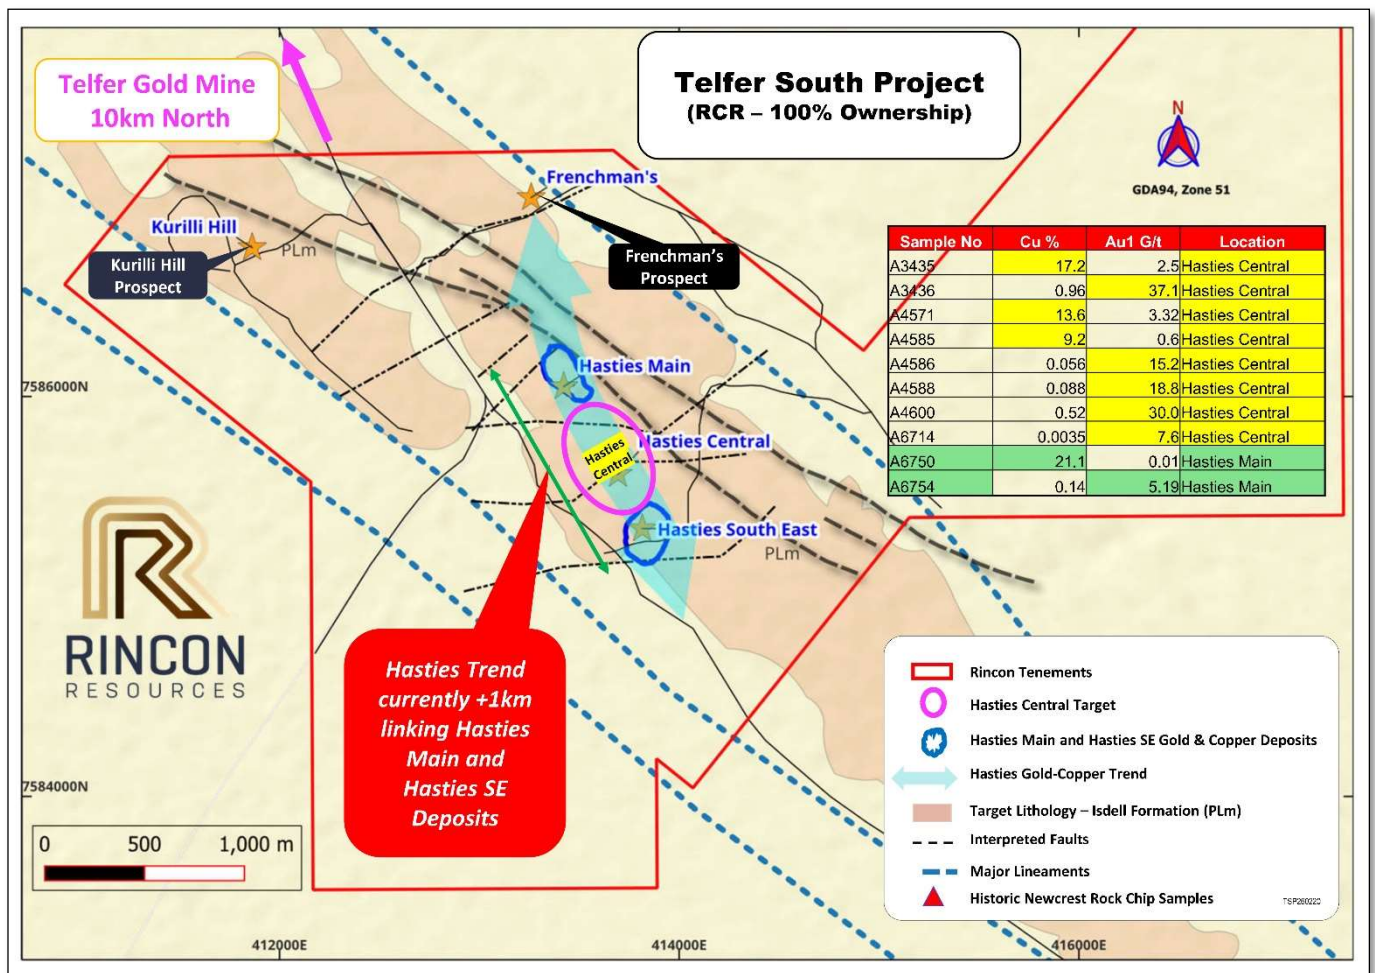 Telfer Gold Mine
10km North
Telfer South Project
(RCR – 100% Ownership)
N
GDA94, Zone 51
Frenchman's
Kurilli Hill
PLm
Kurilli Hill
Prospect
Frenchman's
Prospect
Sample No Cu % Au1 G/t Location
A3435 17.2 2.5 Hasties Central
A3436 0.96 37.1 Hasties Central
A4571 13.6 3.32 Hasties Central
A4585 9.2 0.6 Hasties Central
A4586 0.056 15.2 Hasties Central
A4588 0.088 18.8 Hasties Central
A4600 0.52 30.0 Hasties Central
A6714 0.0035 7.6 Hasties Central
A6750 21.1 0.01 Hasties Main
A6754 0.14 5.19 Hasties Main
7586000N
Hasties Main
Hasties Central
Hasties
Central
Hasties South East
PLm
RINCON
RESOURCES
Hasties Trend
currently +1km
linking Hasties
Main and
Hasties SE
Deposits
Rincon Tenements
Hasties Central Target
Hasties Main and Hasties SE Gold & Copper Deposits
Hasties Gold-Copper Trend
Target Lithology – Isdell Formation (PLm)
Interpreted Faults
Major Lineaments
Historic Newcrest Rock Chip Samples
7584000N
0 500 1,000 m
412000E 414000E 416000E